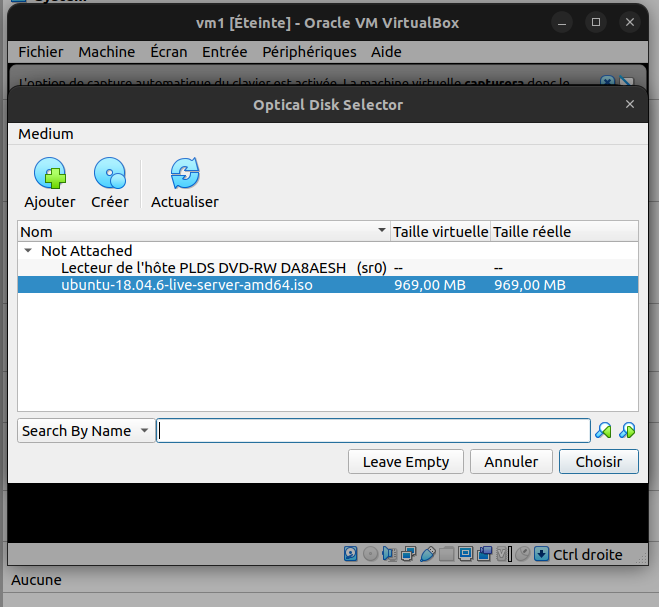 vm1 [Éteinte] - Oracle VM VirtualBox
Fichier Machine Écran Entrée Périphériques Aide
L'option de capture automatique du clavier est activée. La machine virtuelle capturera donc le
Optical Disk Selector
Medium
Ajouter Créer Actualiser
Nom Taille virtuelle Taille réelle
Not Attached
Lecteur de l'hôte PLDS DVD-RW DA8AESH (sr0) -- --
ubuntu-18.04.6-live-server-amd64.iso 969,00 MB 969,00 MB
Search By Name
Leave Empty Annuler Choisir
Ctrl droite
Aucune